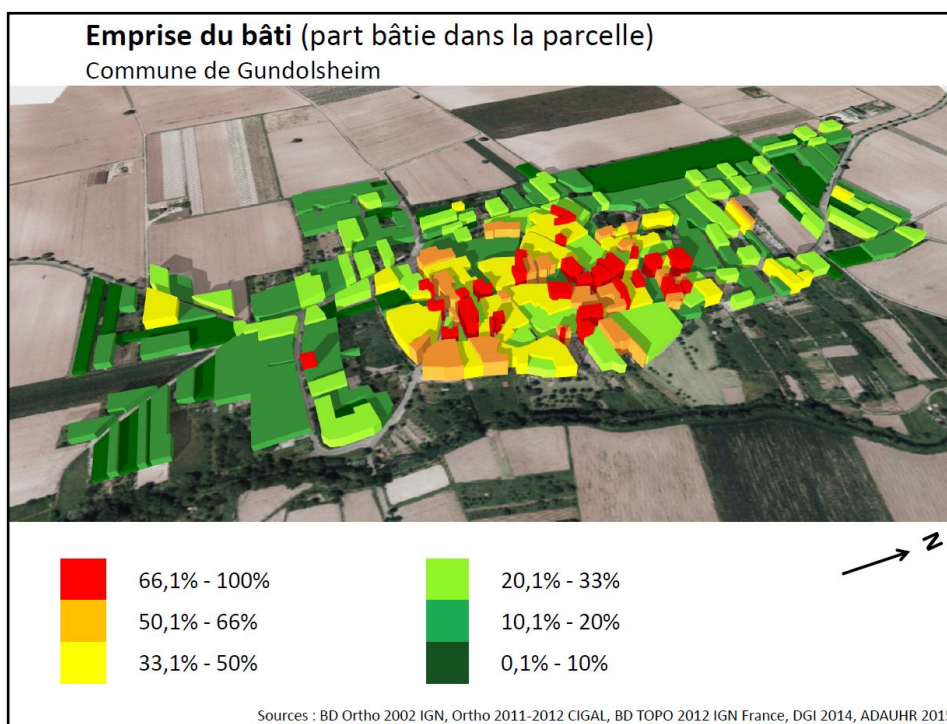 Emprise du bâti (part bâtie dans la parcelle)
Commune de Gundolsheim
66,1% - 100%
50,1% - 66%
33,1% - 50%
20,1% - 33%
10,1% - 20%
0,1% - 10%
N
Sources : BD Ortho 2002 IGN, Ortho 2011-2012 CIGAL, BD TOPO 2012 IGN France, DGI 2014, ADAUHR